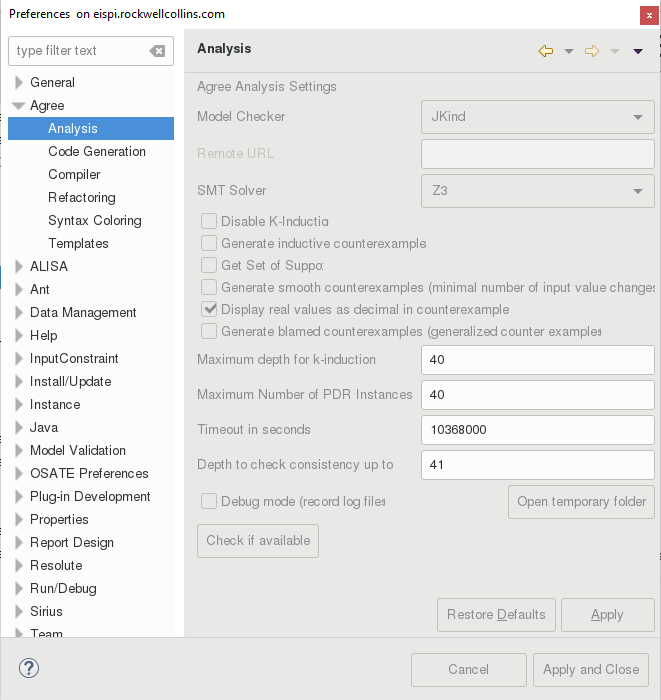 Preferences on eispi.rockwellcollins.com
type filter text
General
Agree
Analysis
Code Generation
Compiler
Refactoring
Syntax Coloring
Templates
ALISA
Ant
Data Management
Help
InputConstraint
Install/Update
Instance
Java
Model Validation
OSATE Preferences
Plug-in Development
Properties
Report Design
Resolute
Run/Debug
Sirius
Team
Analysis
Agree Analysis Settings
Model Checker JKind
Remote URL
SMT Solver Z3
Disable K-Inductio
Generate inductive counterexample
Get Set of Suppo
Generate smooth counterexamples (minimal number of input value changes
Display real values as decimal in counterexample
Generate blamed counterexamples (generalized counter examples
Maximum depth for k-induction 40
Maximum Number of PDR Instances 40
Timeout in seconds 10368000
Depth to check consistency up to 41
Debug mode (record log files Open temporary folder
Check if available
Restore Defaults Apply
Cancel Apply and Close